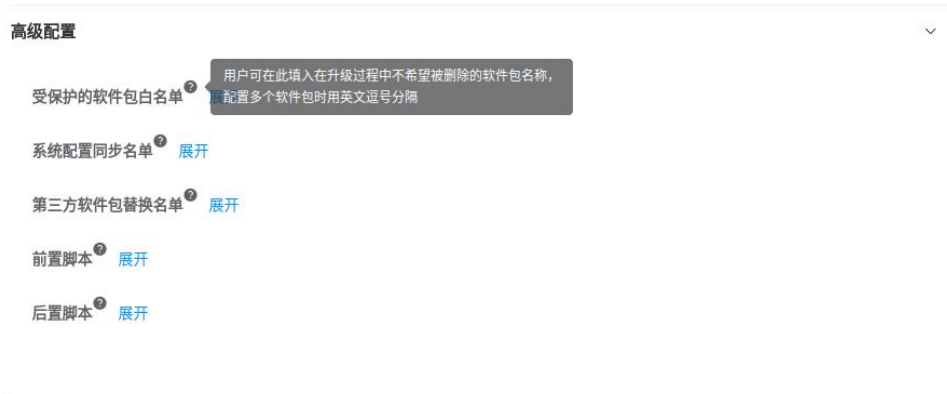 高级配置
用户可在此填入在升级过程中不希望被删除的软件包名称，
受保护的软件包白名单
配置多个软件包时用英文逗号分隔
系统配置同步名单 展开
第三方软件包替换名单 展开
前置脚本 展开
后置脚本 展开